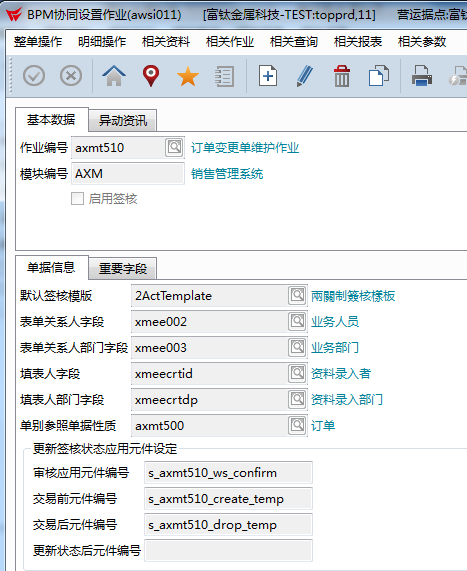 BPM协同设置作业(awsi011) [富钛金属科技-TEST:topprd,11] 营运据点:富钛
整单操作 明细操作 相关资料 相关作业 相关查询 相关报表 相关参数
基本数据 异动资讯
作业编号 axmt510 订单变更单维护作业
模块编号 AXM 销售管理系统
启用签核
单据信息 重要字段
默认签核模版 2ActTemplate 兩關制簽核樣板
表单关系人字段 xmee002 业务人员
表单关系人部门字段 xmee003 业务部门
填表人字段 xmeecrtid 资料录入者
填表人部门字段 xmeecrtdp 资料录入部门
单别参照单据性质 axmt500 订单
更新签核状态应用元件设定
审核应用元件编号 s_axmt510_ws_confirm
交易前元件编号 s_axmt510_create_temp
交易后元件编号 s_axmt510_drop_temp
更新状态后元件编号